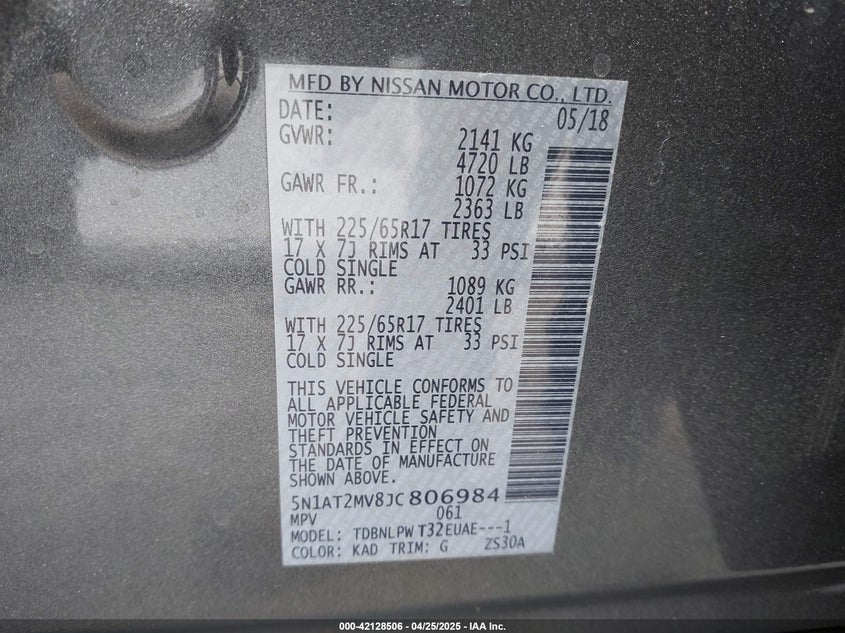 MFD BY NISSAN MOTOR CO., LTD.
DATE: 05/18
GVWR: 2141 KG
4720 LB
GAWR FR.: 1072 KG
2363 LB
WITH 225/65R17 TIRES
17 X 7J RIMS AT 33 PSI
COLD SINGLE
GAWR RR.: 1089 KG
2401 LB
WITH 225/65R17 TIRES
17 X 7J RIMS AT 33 PSI
COLD SINGLE
THIS VEHICLE CONFORMS TO
ALL APPLICABLE FEDERAL
MOTOR VEHICLE SAFETY AND
THEFT PREVENTION
STANDARDS IN EFFECT ON
THE DATE OF MANUFACTURE
SHOWN ABOVE.
5N1AT2MV8JC806984
MPV 061
MODEL: TDBNLPW T32EUAE---1
COLOR: KAD TRIM: G ZS30A
000-42128506 - 04/25/2025 - IAA Inc.